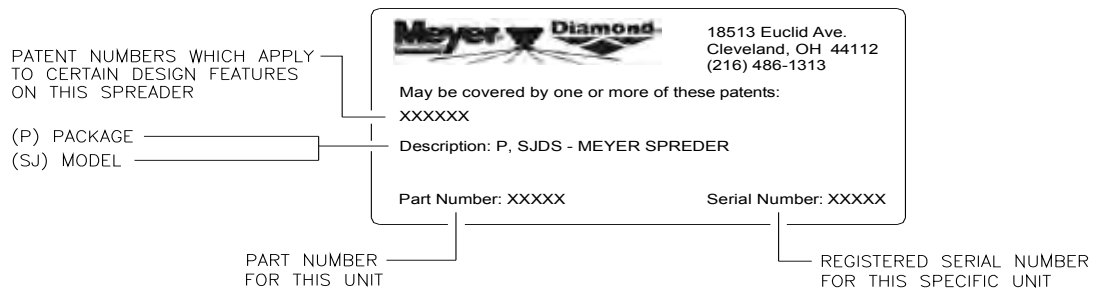 Meyer Diamond
18513 Euclid Ave.
Cleveland, OH 44112
(216) 486-1313
PATENT NUMBERS WHICH APPLY
TO CERTAIN DESIGN FEATURES
ON THIS SPREADER
May be covered by one or more of these patents:
XXXXXX
(P) PACKAGE
(SJ) MODEL
Description: P, SJDS - MEYER SPREDER
Part Number: XXXXX
Serial Number: XXXXX
PART NUMBER
FOR THIS UNIT
REGISTERED SERIAL NUMBER
FOR THIS SPECIFIC UNIT